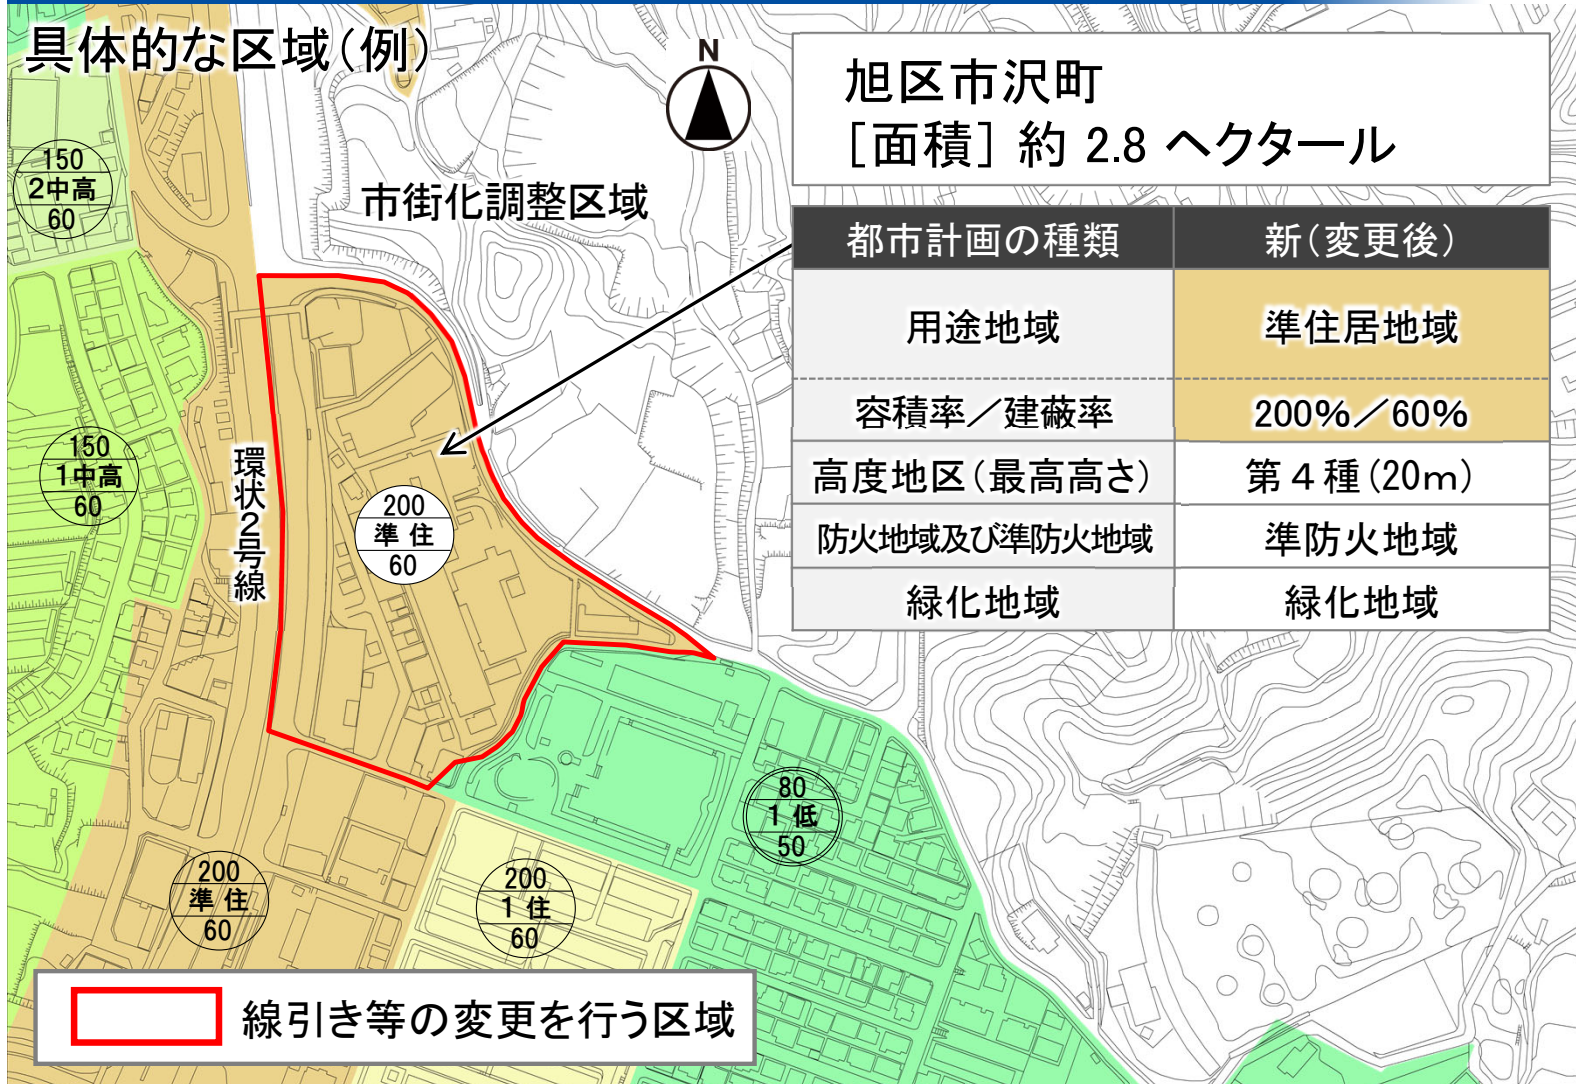 具体的な区域(例)
N
旭区市沢町
[面積] 約 2.8 ヘクタール
市街化調整区域
都市計画の種類 新(変更後)
用途地域 準住居地域
容積率/建蔽率 200%/60%
高度地区(最高高さ) 第4種(20m)
防火地域及び準防火地域 準防火地域
緑化地域 緑化地域
150
2中高
60
150
1中高
60
環状2号線
200
準住
60
80
1低
50
200
準住
60
200
1住
60
線引き等の変更を行う区域